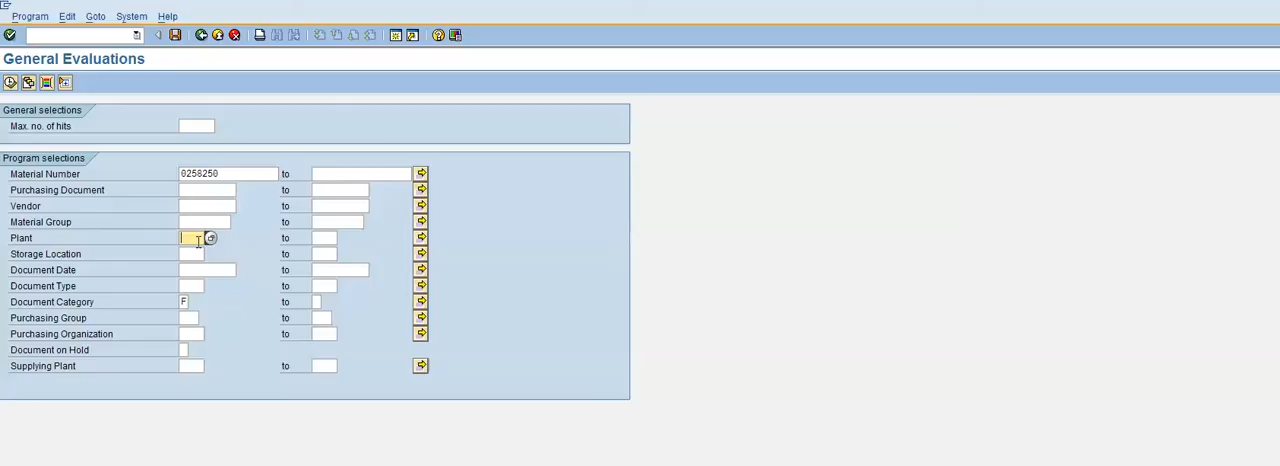 Program Edit Goto System Help
General Evaluations
General selections
Max. no. of hits
Program selections
Material Number 0258250 to
Purchasing Document to
Vendor to
Material Group to
Plant to
Storage Location to
Document Date to
Document Type to
Document Category F to
Purchasing Group to
Purchasing Organization to
Document on Hold
Supplying Plant to